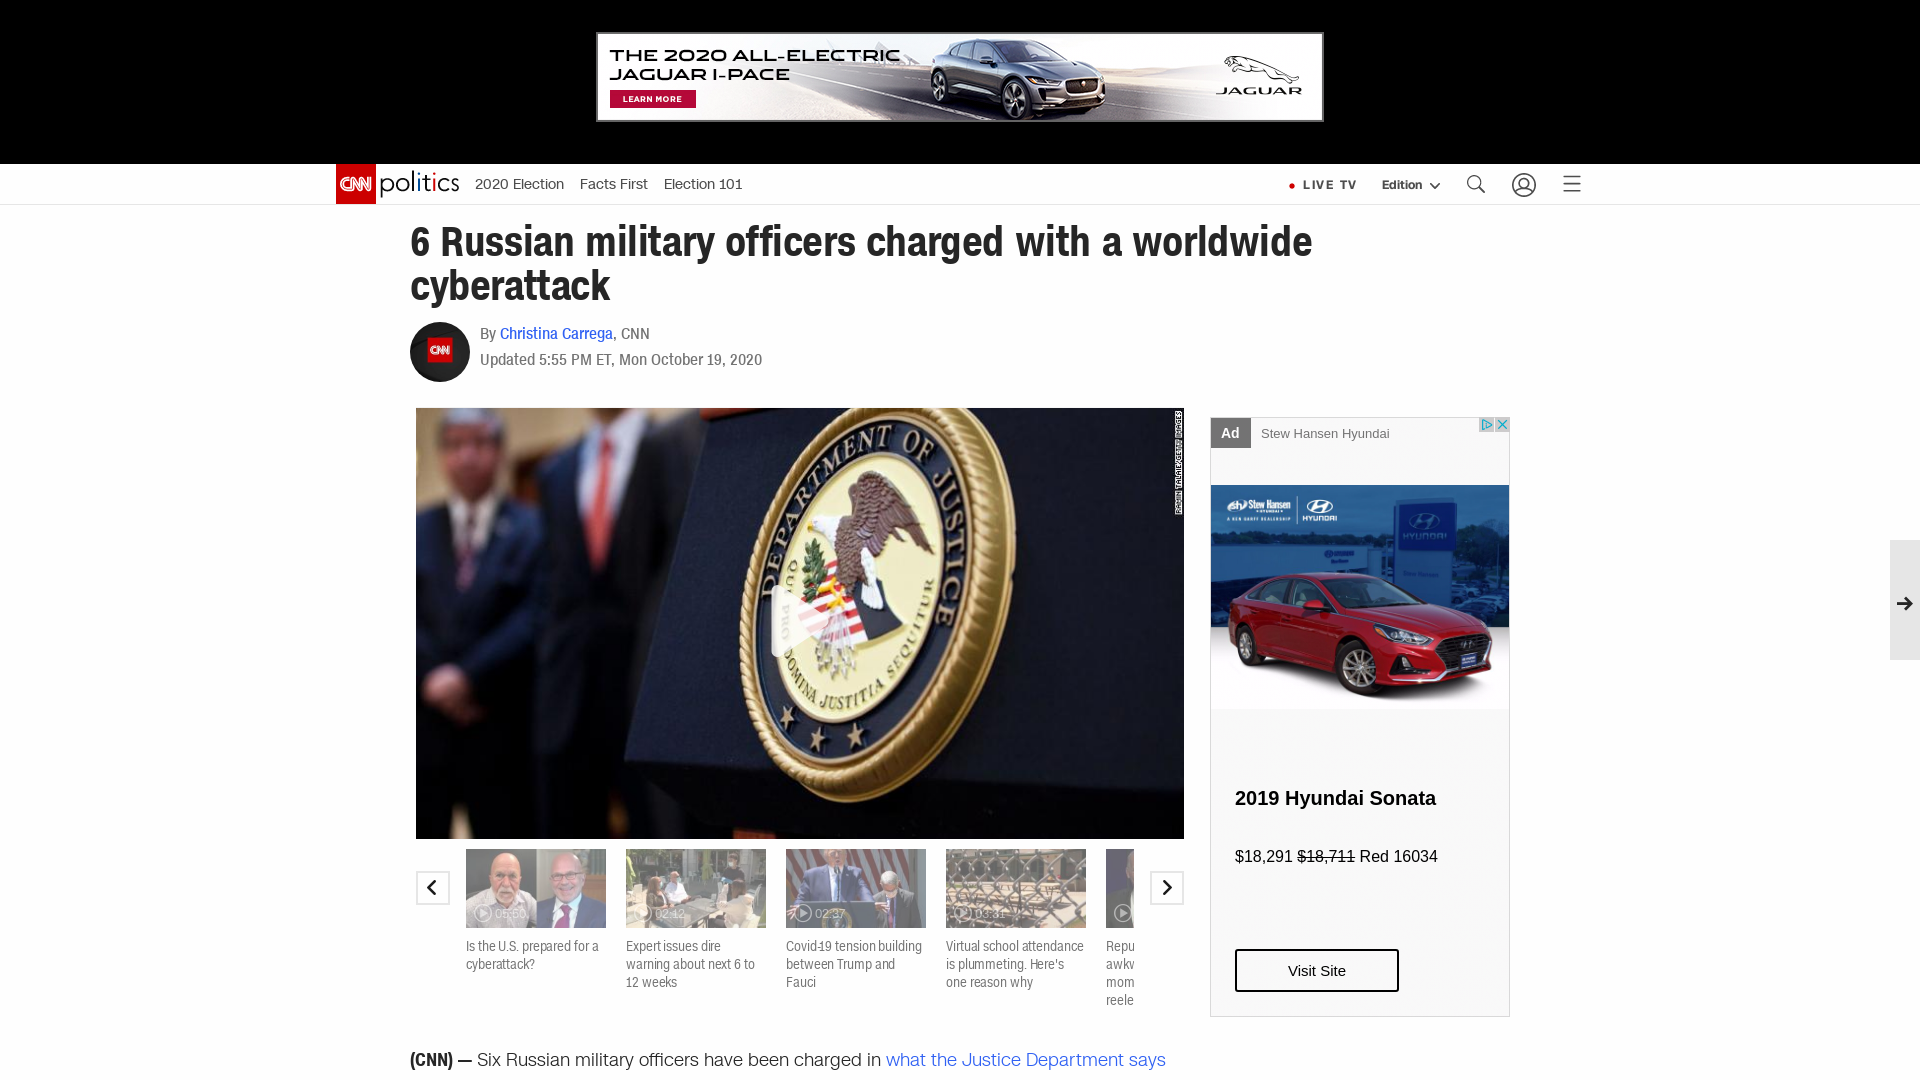 THE 2020 ALL-ELECTRIC
JAGUAR I-PACE
LEARN MORE
JAGUAR
CNN politics 2020 Election Facts First Election 101
LIVE TV Edition
6 Russian military officers charged with a worldwide
cyberattack
CNN
By Christina Carrega, CNN
Updated 5:55 PM ET, Mon October 19, 2020
DEPARTMENT OF JUSTICE
QUI PRO DOMINA JUSTITIA SEQUITUR
Ad Stew Hansen Hyundai
Stew Hansen
HYUNDAI
HYUNDAI
HYUNDAI
2019 Hyundai Sonata
$18,291 $18,711 Red 16034
Visit Site
02:12
02:37
03:31
Is the U.S. prepared for a
cyberattack?
Expert issues dire
warning about next 6 to
12 weeks
Covid-19 tension building
between Trump and
Fauci
Virtual school attendance
is plummeting. Here's
one reason why
Repu
awkw
mom
reele
(CNN) — Six Russian military officers have been charged in what the Justice Department says